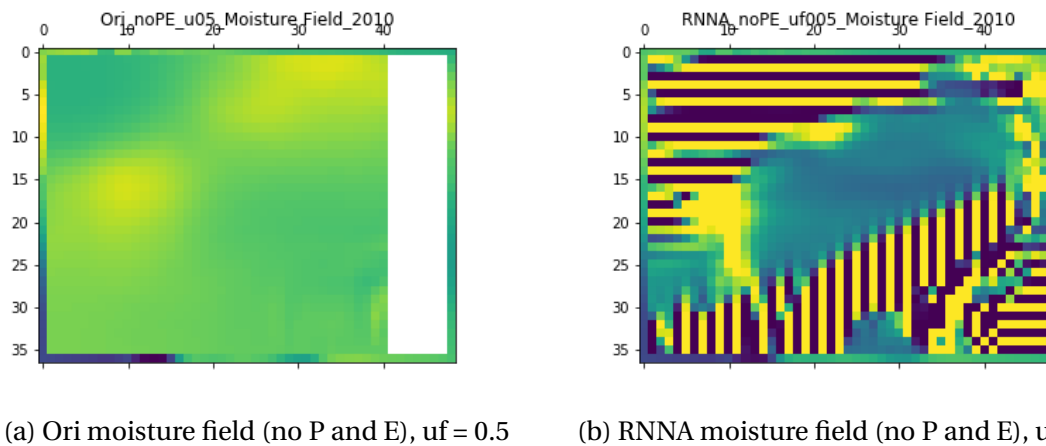 Ori_noPE_u05_Moisture Field_2010
0 10 20 30 40
0
5
10
15
20
25
30
35
RNNA_noPE_uf005_Moisture Field_2010
0 10 20 30 40
0
5
10
15
20
25
30
35
(a) Ori moisture field (no P and E), uf = 0.5
(b) RNNA moisture field (no P and E), u